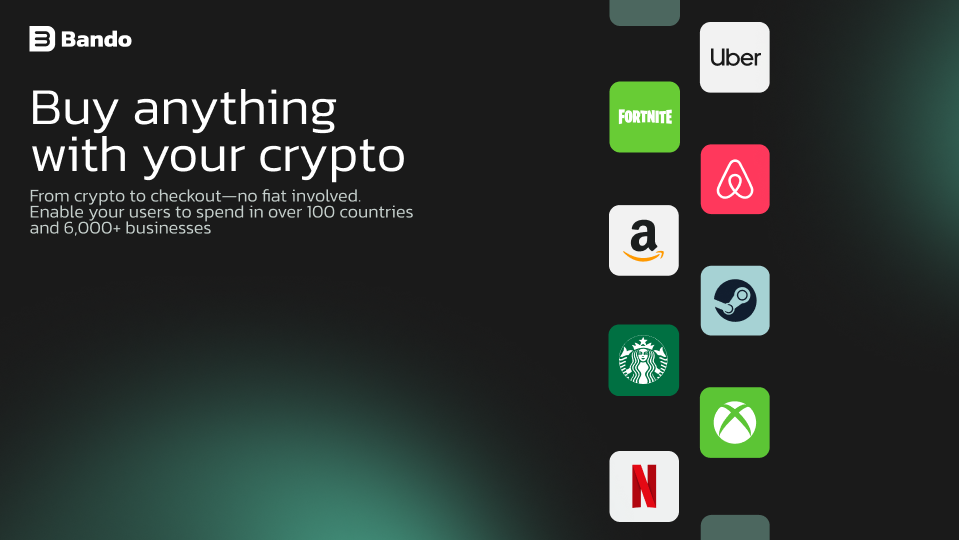 Bando
Buy anything
with your crypto
From crypto to checkout—no fiat involved.
Enable your users to spend in over 100 countries
and 6,000+ businesses
Uber
FORTNITE
a
N